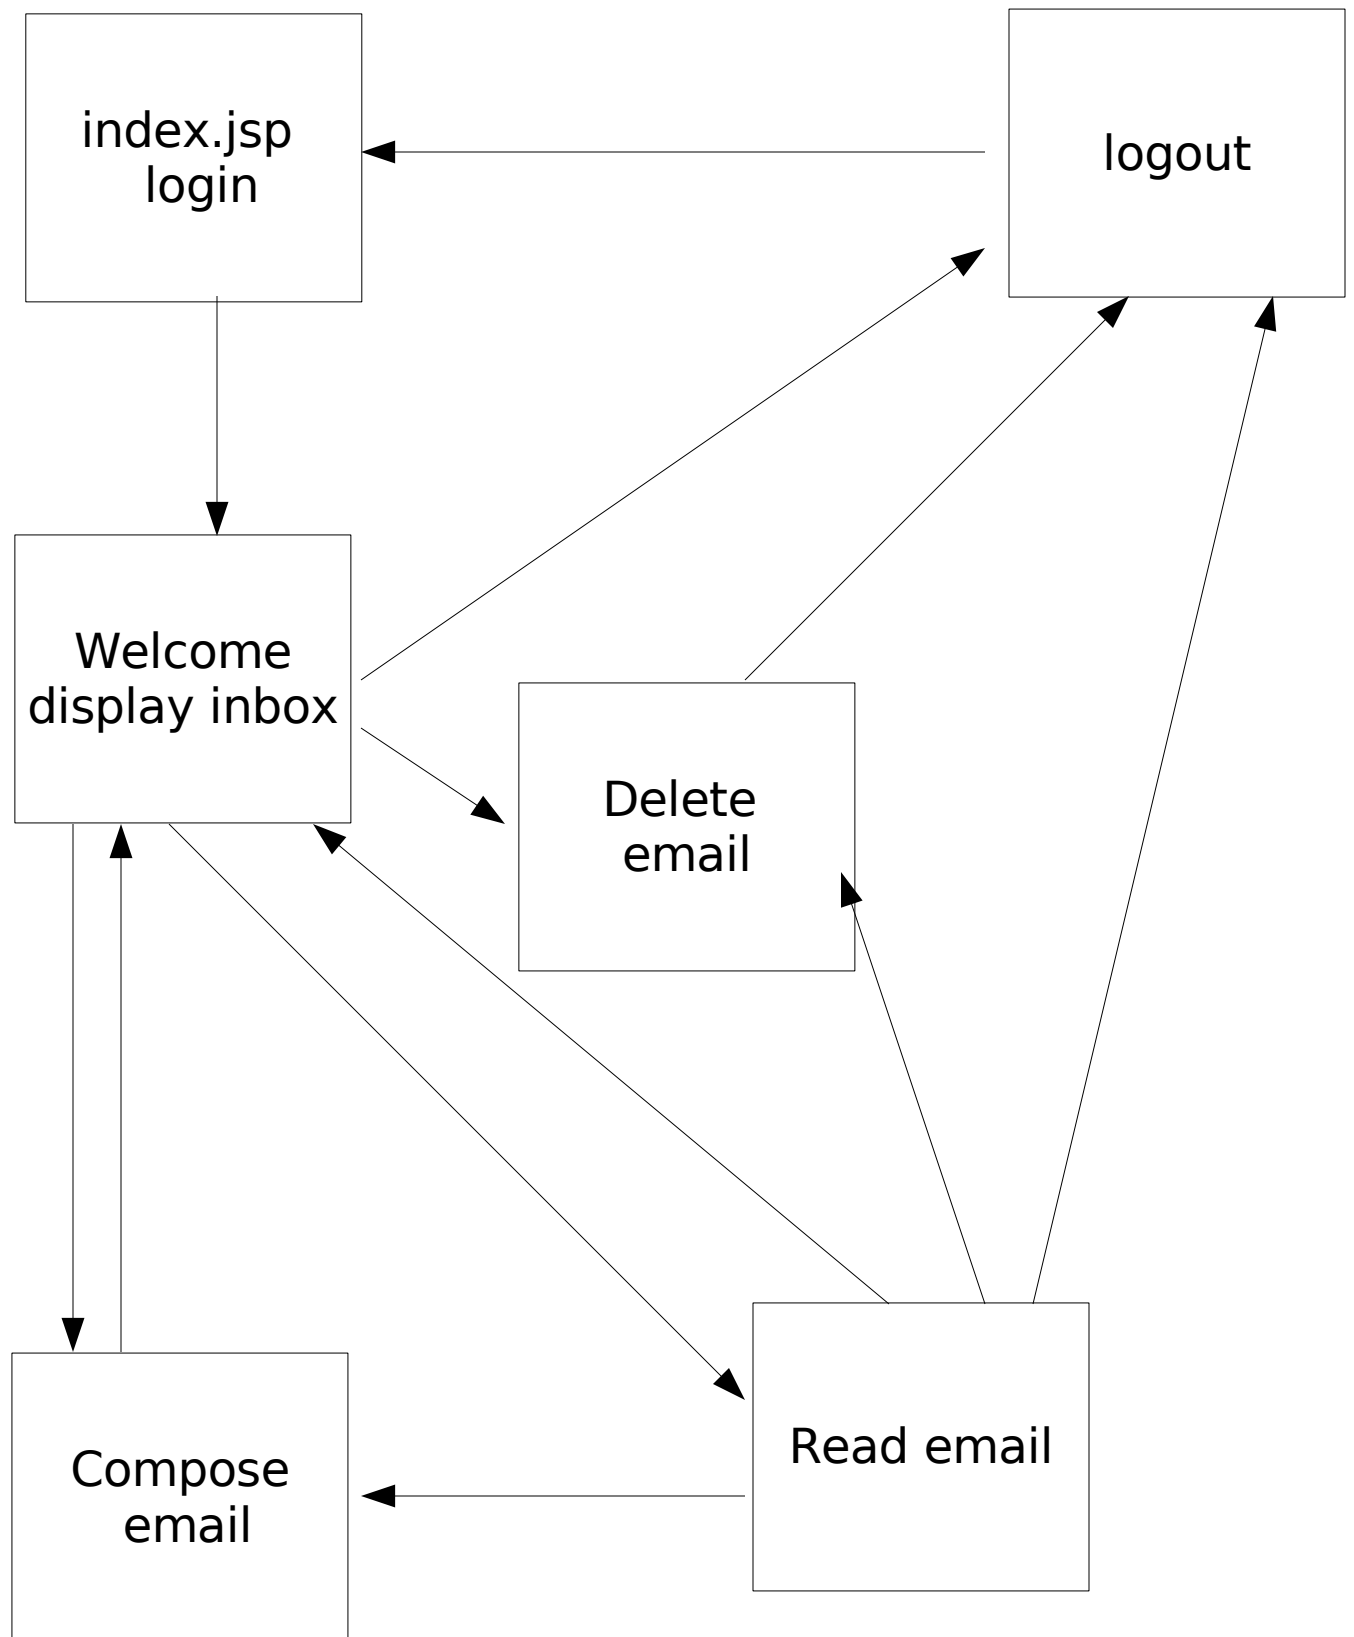 index.jsp
login
logout
Welcome
display inbox
Delete
email
Compose
email
Read email